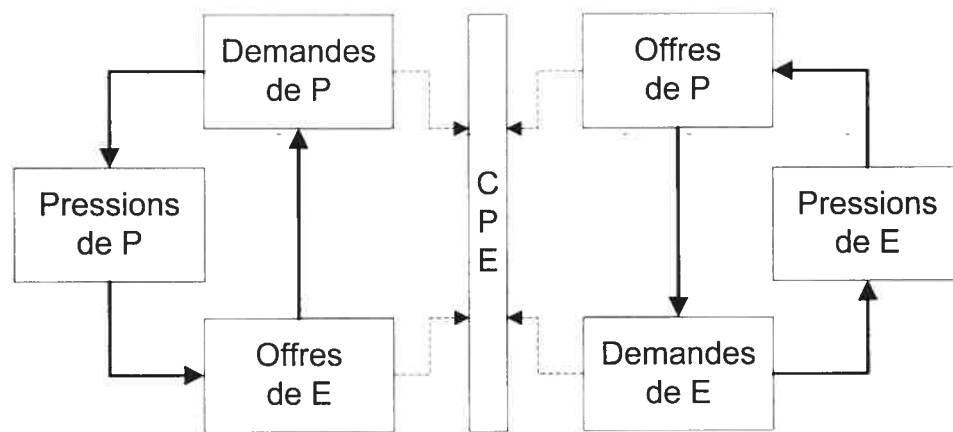 Demandes
de P
Offres
de P
Pressions
de P
C
P
E
Pressions
de E
Offres
de E
Demandes
de E